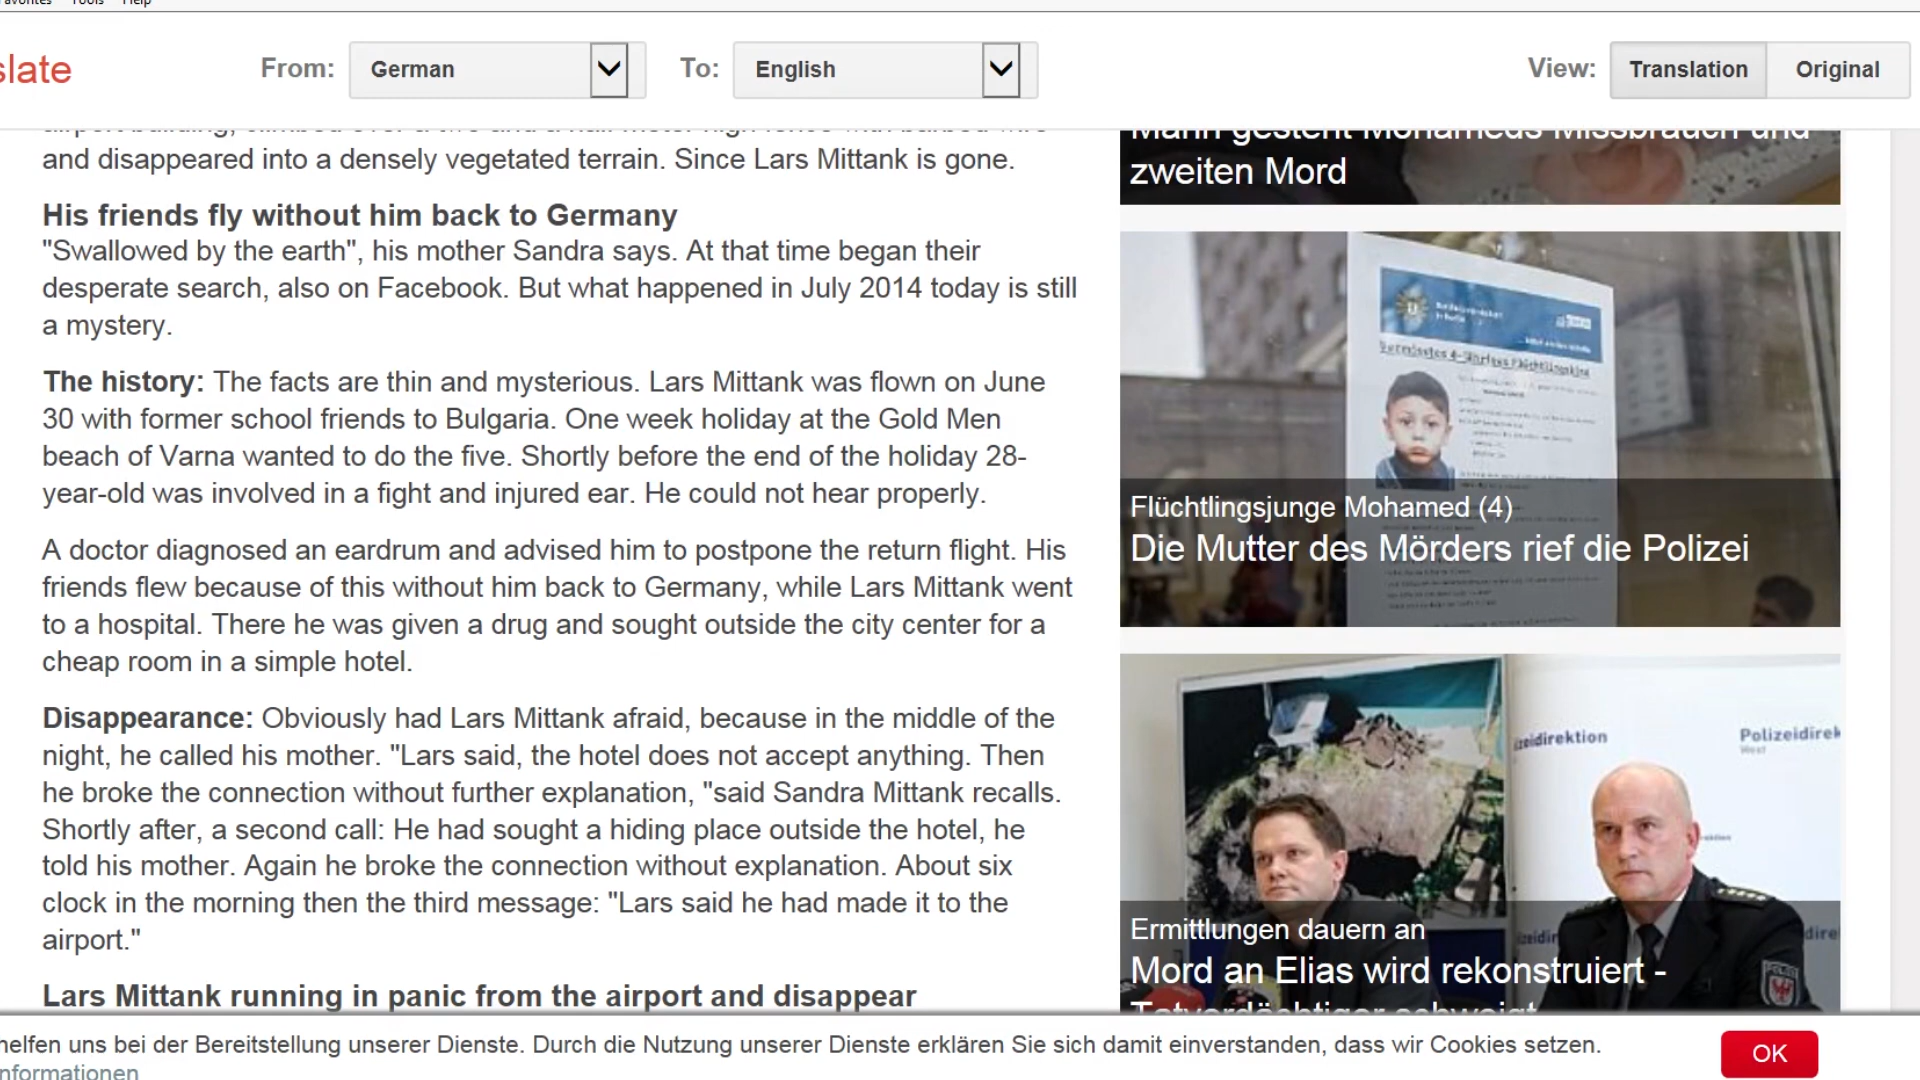 Favorites Tools Help
slate
From: German
To: English
View: Translation Original
and disappeared into a densely vegetated terrain. Since Lars Mittank is gone.
His friends fly without him back to Germany
"Swallowed by the earth", his mother Sandra says. At that time began their
desperate search, also on Facebook. But what happened in July 2014 today is still
a mystery.
The history: The facts are thin and mysterious. Lars Mittank was flown on June
30 with former school friends to Bulgaria. One week holiday at the Gold Men
beach of Varna wanted to do the five. Shortly before the end of the holiday 28-
year-old was involved in a fight and injured ear. He could not hear properly.
A doctor diagnosed an eardrum and advised him to postpone the return flight. His
friends flew because of this without him back to Germany, while Lars Mittank went
to a hospital. There he was given a drug and sought outside the city center for a
cheap room in a simple hotel.
Disappearance: Obviously had Lars Mittank afraid, because in the middle of the
night, he called his mother. "Lars said, the hotel does not accept anything. Then
he broke the connection without further explanation, "said Sandra Mittank recalls.
Shortly after, a second call: He had sought a hiding place outside the hotel, he
told his mother. Again he broke the connection without explanation. About six
clock in the morning then the third message: "Lars said he had made it to the
airport."
Lars Mittank running in panic from the airport and disappear
Mann gesteht Mohameds Missbrauch und
zweiten Mord
Flüchtlingsjunge Mohamed (4)
Die Mutter des Mörders rief die Polizei
zeidirektion
Polizeidirek
West
Ermittlungen dauern an
Mord an Elias wird rekonstruiert -
Tatverdächtiger schweigt
helfen uns bei der Bereitstellung unserer Dienste. Durch die Nutzung unserer Dienste erklären Sie sich damit einverstanden, dass wir Cookies setzen.
nformationen
OK